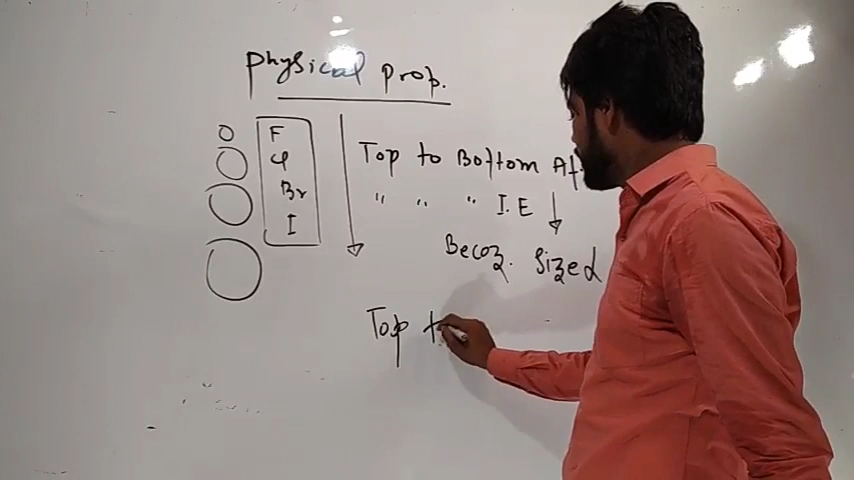 Physical prop.
F
Cl
Br
I
Top to Bottom At
" " " I.E ↓
Becoz. Size
Top t